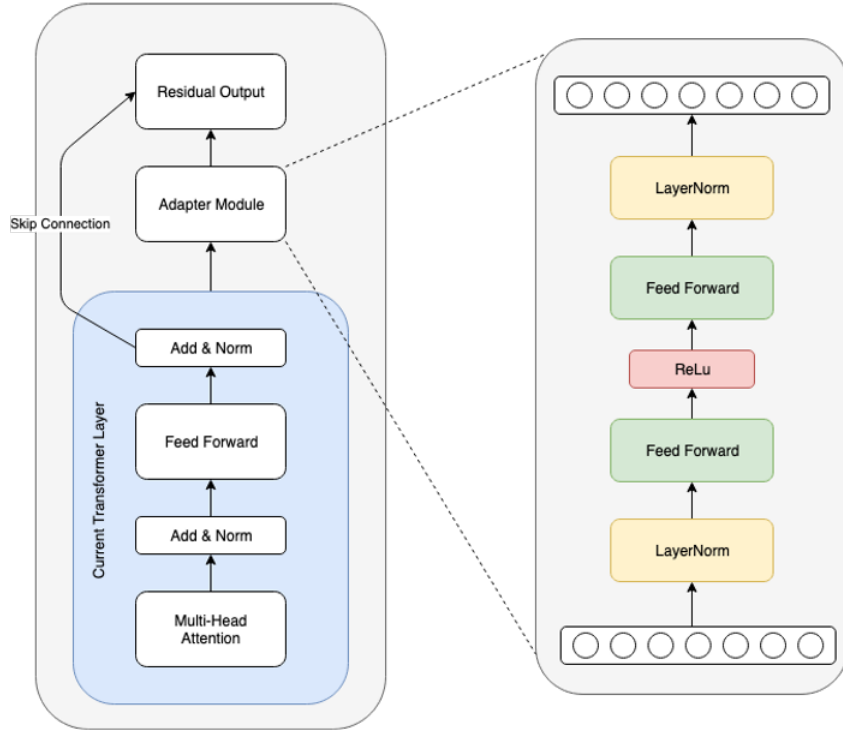 Residual Output
Adapter Module
Skip Connection
Add & Norm
Feed Forward
Add & Norm
Multi-Head
Attention
Current Transformer Layer
LayerNorm
Feed Forward
ReLu
Feed Forward
LayerNorm